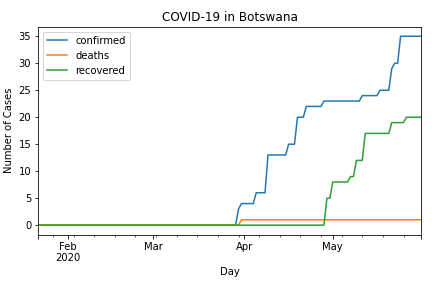 COVID-19 in Botswana
confirmed
deaths
recovered
Number of Cases
35
30
25
20
15
10
5
0
Feb
2020
Mar
Apr
May
Day